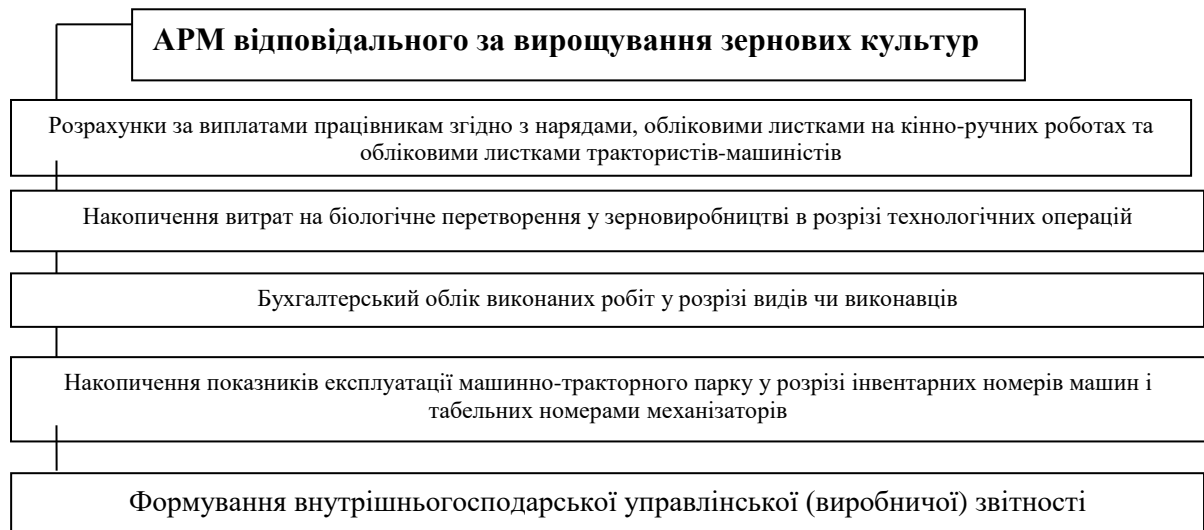 АРМ відповідального за вирощування зернових культур
Розрахунки за виплатами працівникам згідно з нарядами, обліковими листками на кінно-ручних роботах та
обліковими листками трактористів-машиністів
Накопичення витрат на біологічне перетворення у зерновиробництві в розрізі технологічних операцій
Бухгалтерський облік виконаних робіт у розрізі видів чи виконавців
Накопичення показників експлуатації машинно-тракторного парку у розрізі інвентарних номерів машин і
табельних номерами механізаторів
Формування внутрішньогосподарської управлінської (виробничої) звітності